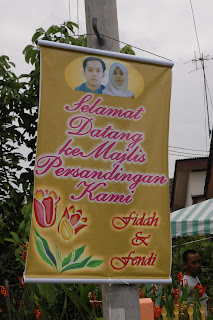 Selamat
Datang
ke Majlis
Persandingan
Kami
Fidah
&
Fendi